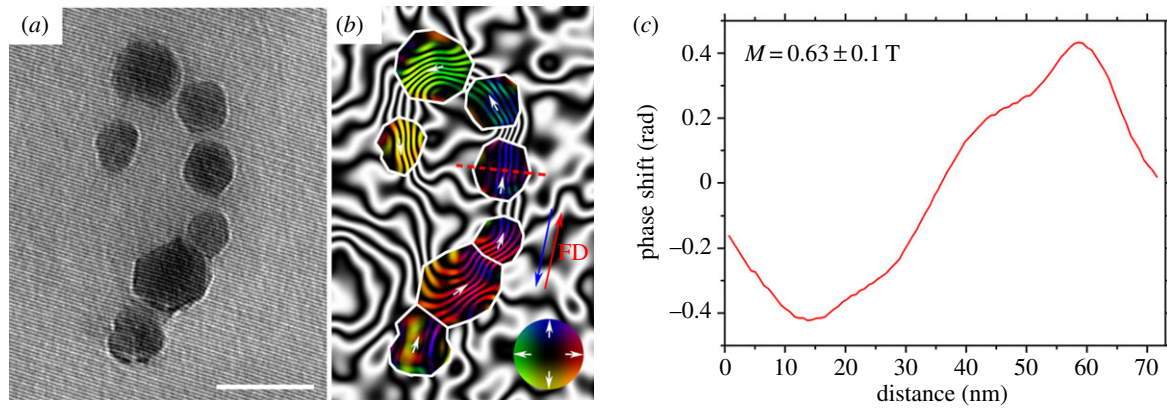 (a)
(b)
FD
(c)
M = 0.63 ± 0.1 T
phase shift (rad)
0.4
0.2
0
−0.2
−0.4
0 10 20 30 40 50 60 70
distance (nm)